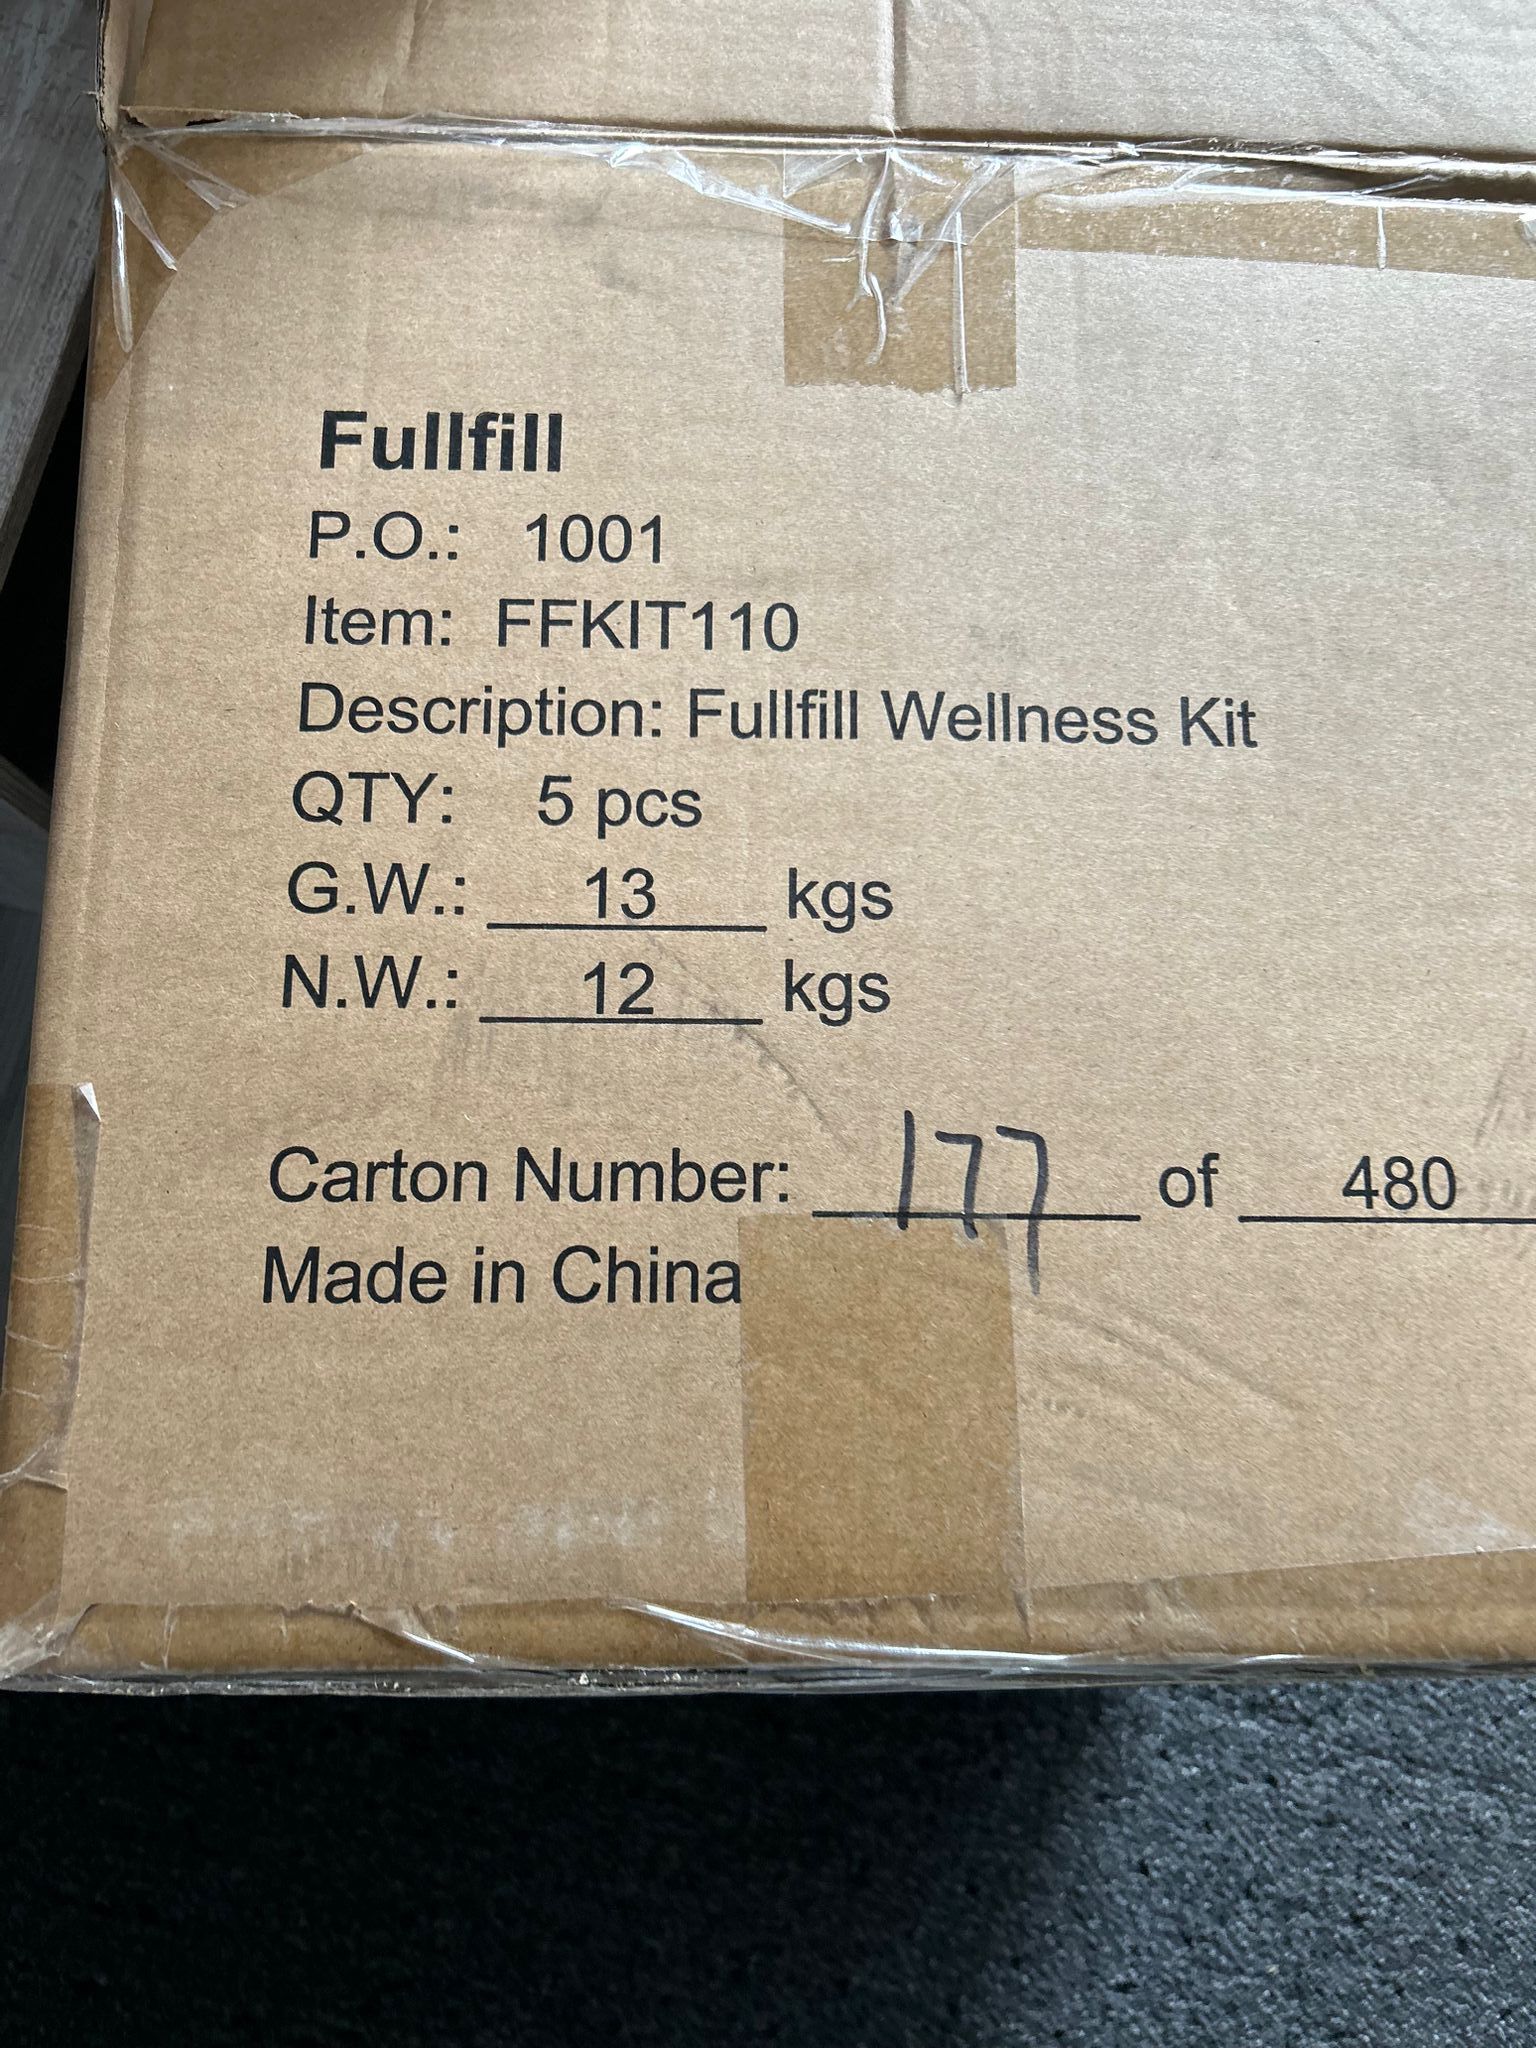 Fullfill
P.O.: 1001
Item: FFKIT110
Description: Fullfill Wellness Kit
QTY: 5 pcs
G.W.: 13 kgs
N.W.: 12 kgs
Carton Number: 177 of 480
Made in China